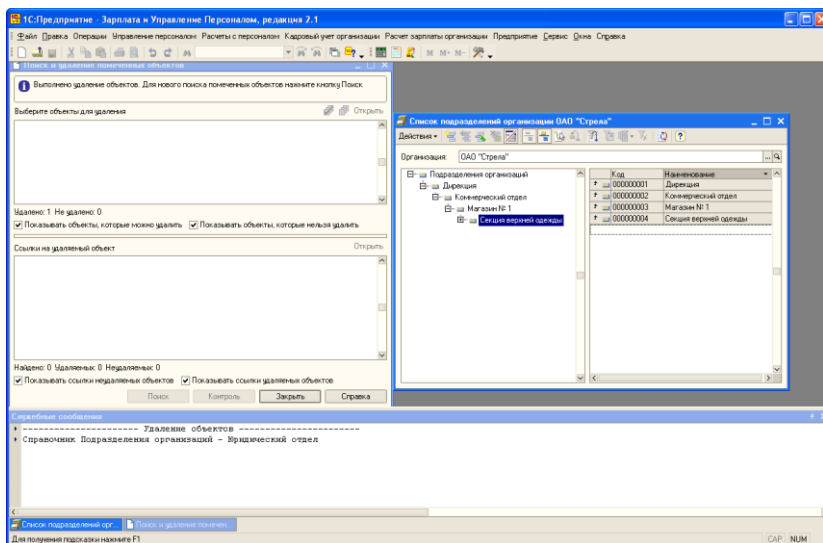 1С:Предприятие - Зарплата и Управление Персоналом, редакция 2.1
Файл Правка Операции Управление персоналом Расчеты с персоналом Кадровый учет организации Расчет зарплаты организации Предприятие Сервис Окна Справка
M M+ M-
Поиск и удаление помеченных объектов
Выполнено удаление объектов. Для нового поиска помеченных объектов нажмите кнопку Поиск
Выберите объекты для удаления
Открыть
Удалено: 1 Не удалено: 0
Показывать объекты, которые можно удалить Показывать объекты, которые нельзя удалить
Ссылки на удаляемый объект
Открыть
Найдено: 0 Удаляемых: 0 Неудаляемых: 0
Показывать ссылки неудаляемых объектов Показывать ссылки удаляемых объектов
Поиск Контроль Закрыть Справка
Список подразделений организации ОАО "Стрела"
Действия
Организация: ОАО "Стрела"
Подразделения организаций
Дирекция
Коммерческий отдел
Магазин № 1
Секция верхней одежды
Код Наименование
000000001 Дирекция
000000002 Коммерческий отдел
000000003 Магазин № 1
000000004 Секция верхней одежды
Служебные сообщения
---------------------- Удаление объектов -----------------------
Справочник Подразделения организаций - Юридический отдел
Список подразделений орг... Поиск и удаление помечен...
Для получения подсказки нажмите F1
CAP NUM